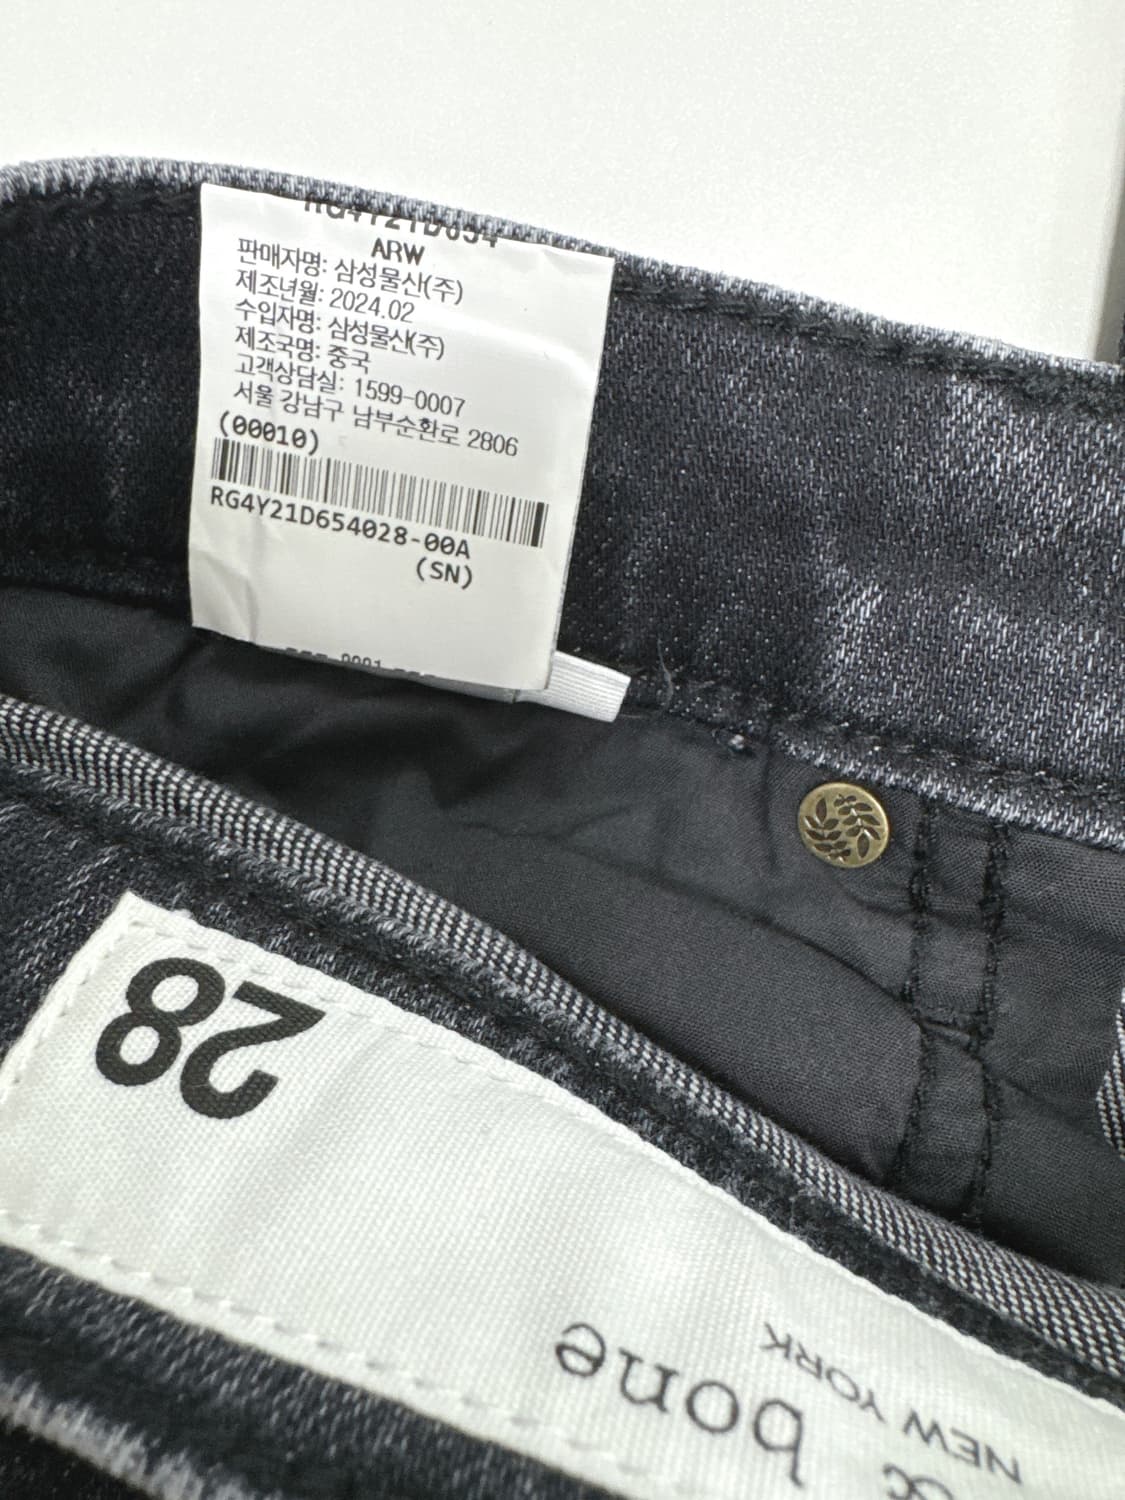 RG4Y21D654
ARW
판매자명: 삼성물산(주)
제조년월: 2024.02
수입자명: 삼성물산(주)
제조국명: 중국
고객상담실: 1599-0007
서울 강남구 남부순환로 2806
(00010)
RG4Y21D654028-00A
(SN)
28
bone
NEW YORK